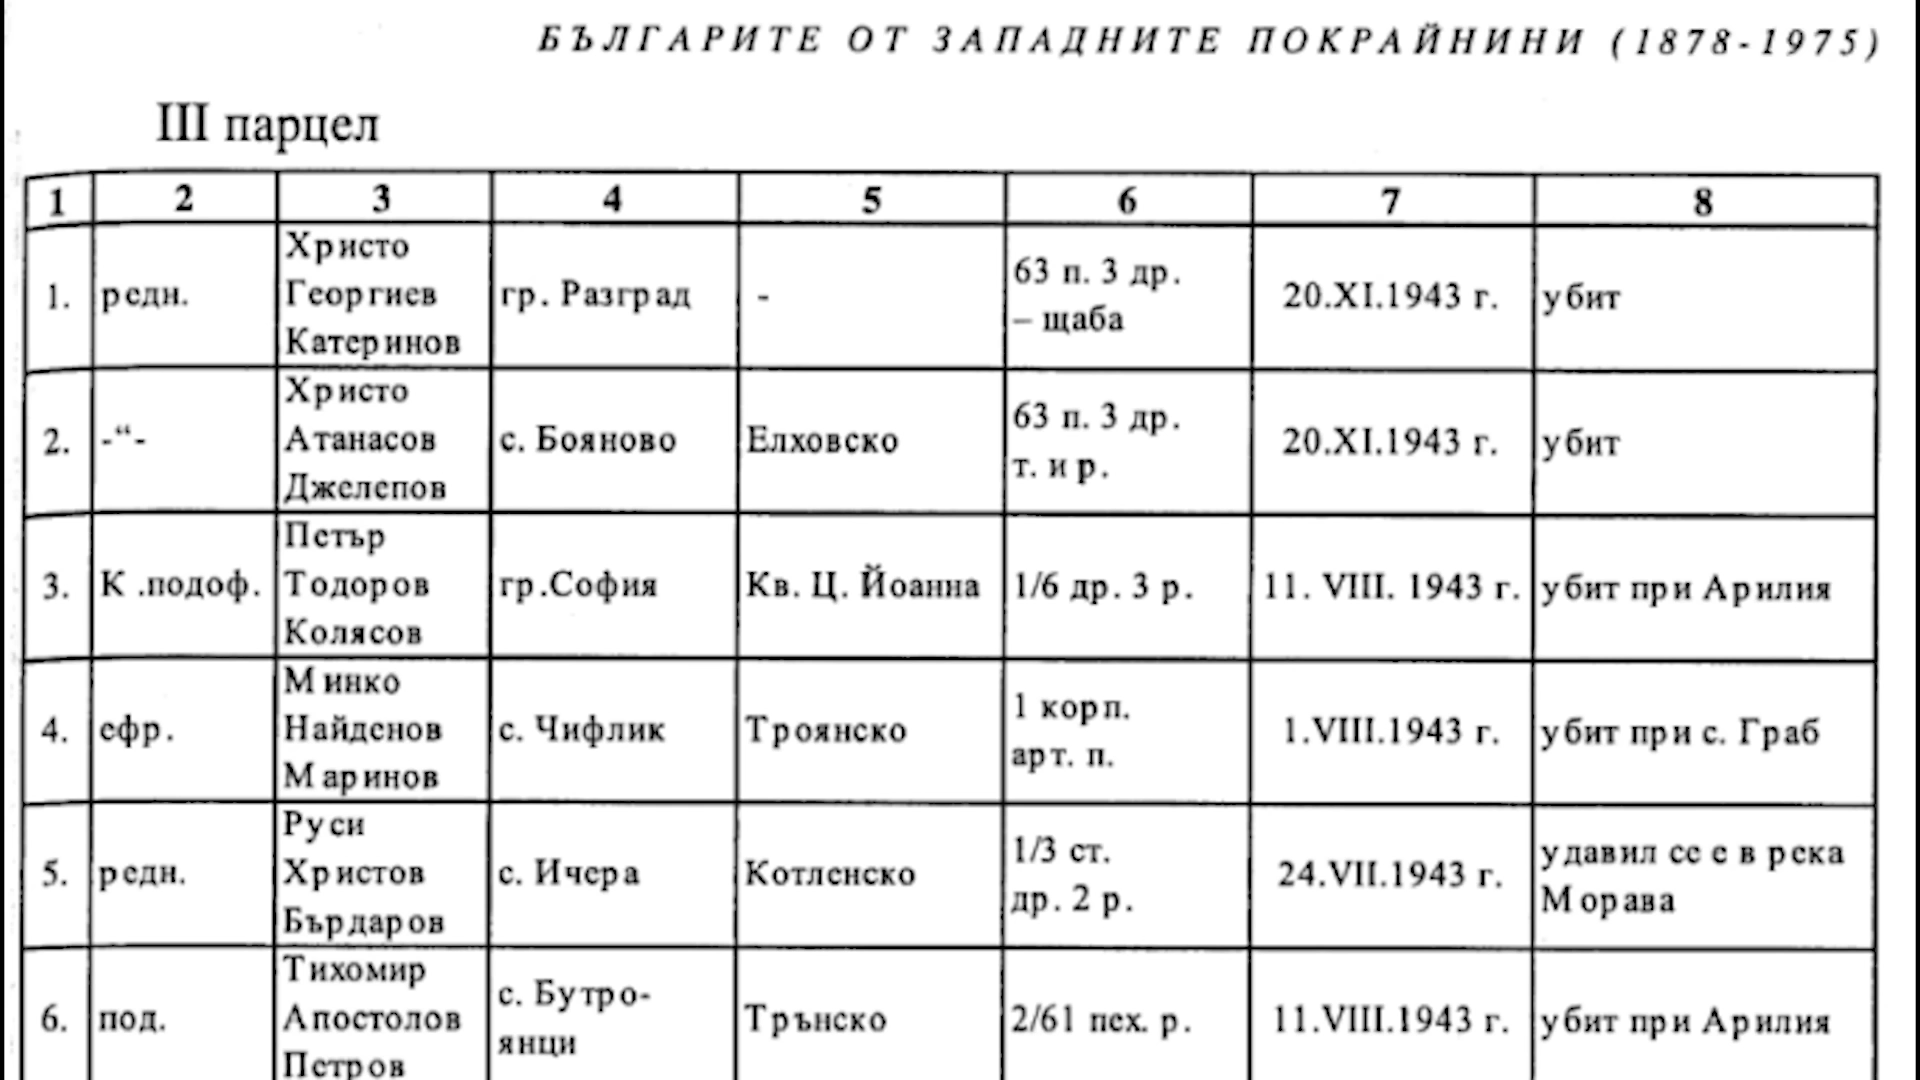 БЪЛГАРИТЕ ОТ ЗАПАДНИТЕ ПОКРАЙНИНИ (1878-1975)
III парцел
1 2 3 4 5 6 7 8
1. редн. Христо Георгиев Катеринов гр. Разград - 63 п. 3 др. – щаба 20.XI.1943 г. убит
2. -“- Христо Атанасов Джелепов с. Бояново Елховско 63 п. 3 др. т. и р. 20.XI.1943 г. убит
3. К .подоф. Петър Тодоров Колясов гр.София Кв. Ц. Йоанна 1/6 др. 3 р. 11. VIII. 1943 г. убит при Арилия
4. ефр. Минко Найденов Маринов с. Чифлик Троянско 1 корп. арт. п. 1.VIII.1943 г. убит при с. Граб
5. редн. Руси Христов Бърдаров с. Ичера Котленско 1/3 ст. др. 2 р. 24.VII.1943 г. удавил се е в река Морава
6. под. Тихомир Апостолов Петров с. Бутро-янци Трънско 2/61 пех. р. 11.VIII.1943 г. убит при Арилия